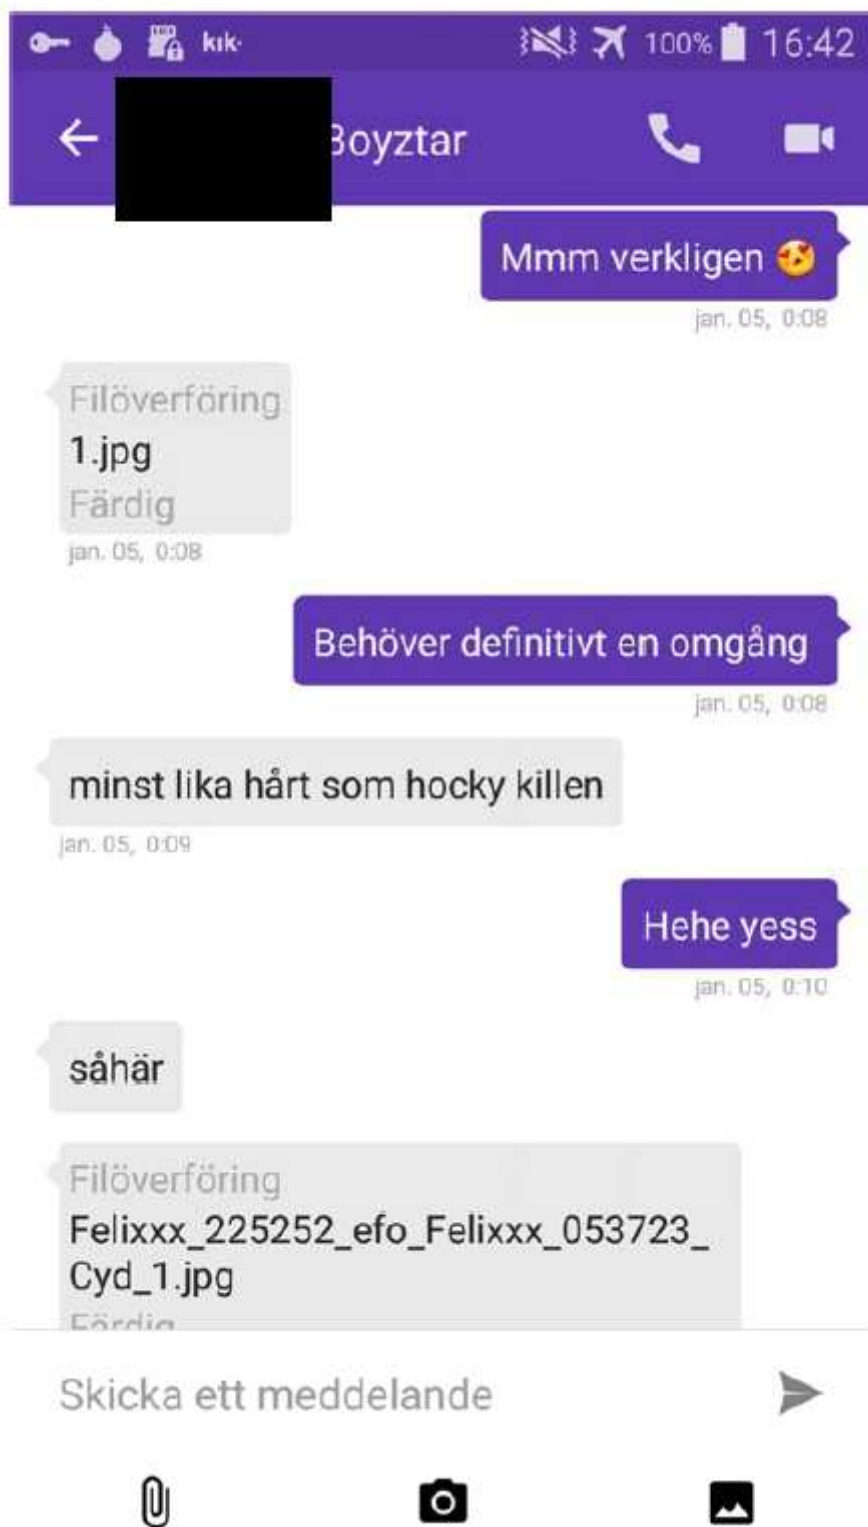 kik·
100%
16:42
Boyztar
Mmm verkligen
jan. 05, 0:08
Filöverföring
1.jpg
Färdig
jan. 05, 0:08
Behöver definitivt en omgång
jan. 05, 0:08
minst lika hårt som hocky killen
jan. 05, 0:09
Hehe yess
jan. 05, 0:10
såhär
Filöverföring
Felixxx_225252_efo_Felixxx_053723_
Cyd_1.jpg
Färdig
Skicka ett meddelande